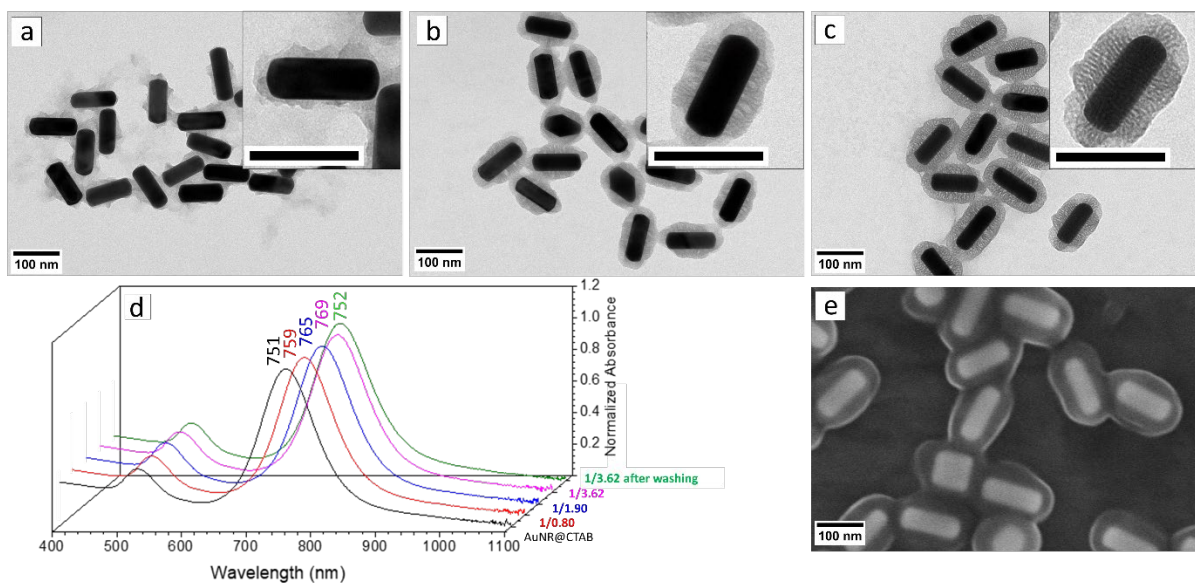 a
100 nm
b
100 nm
c
100 nm
d
751
759
765
769
752
1.2
1.0
0.8
0.6
0.4
0.2
Normalized Absorbance
1/3.62 after washing
1/3.62
1/1.90
1/0.80
AuNR@CTAB
400 500 600 700 800 900 1000 1100
Wavelength (nm)
e
100 nm